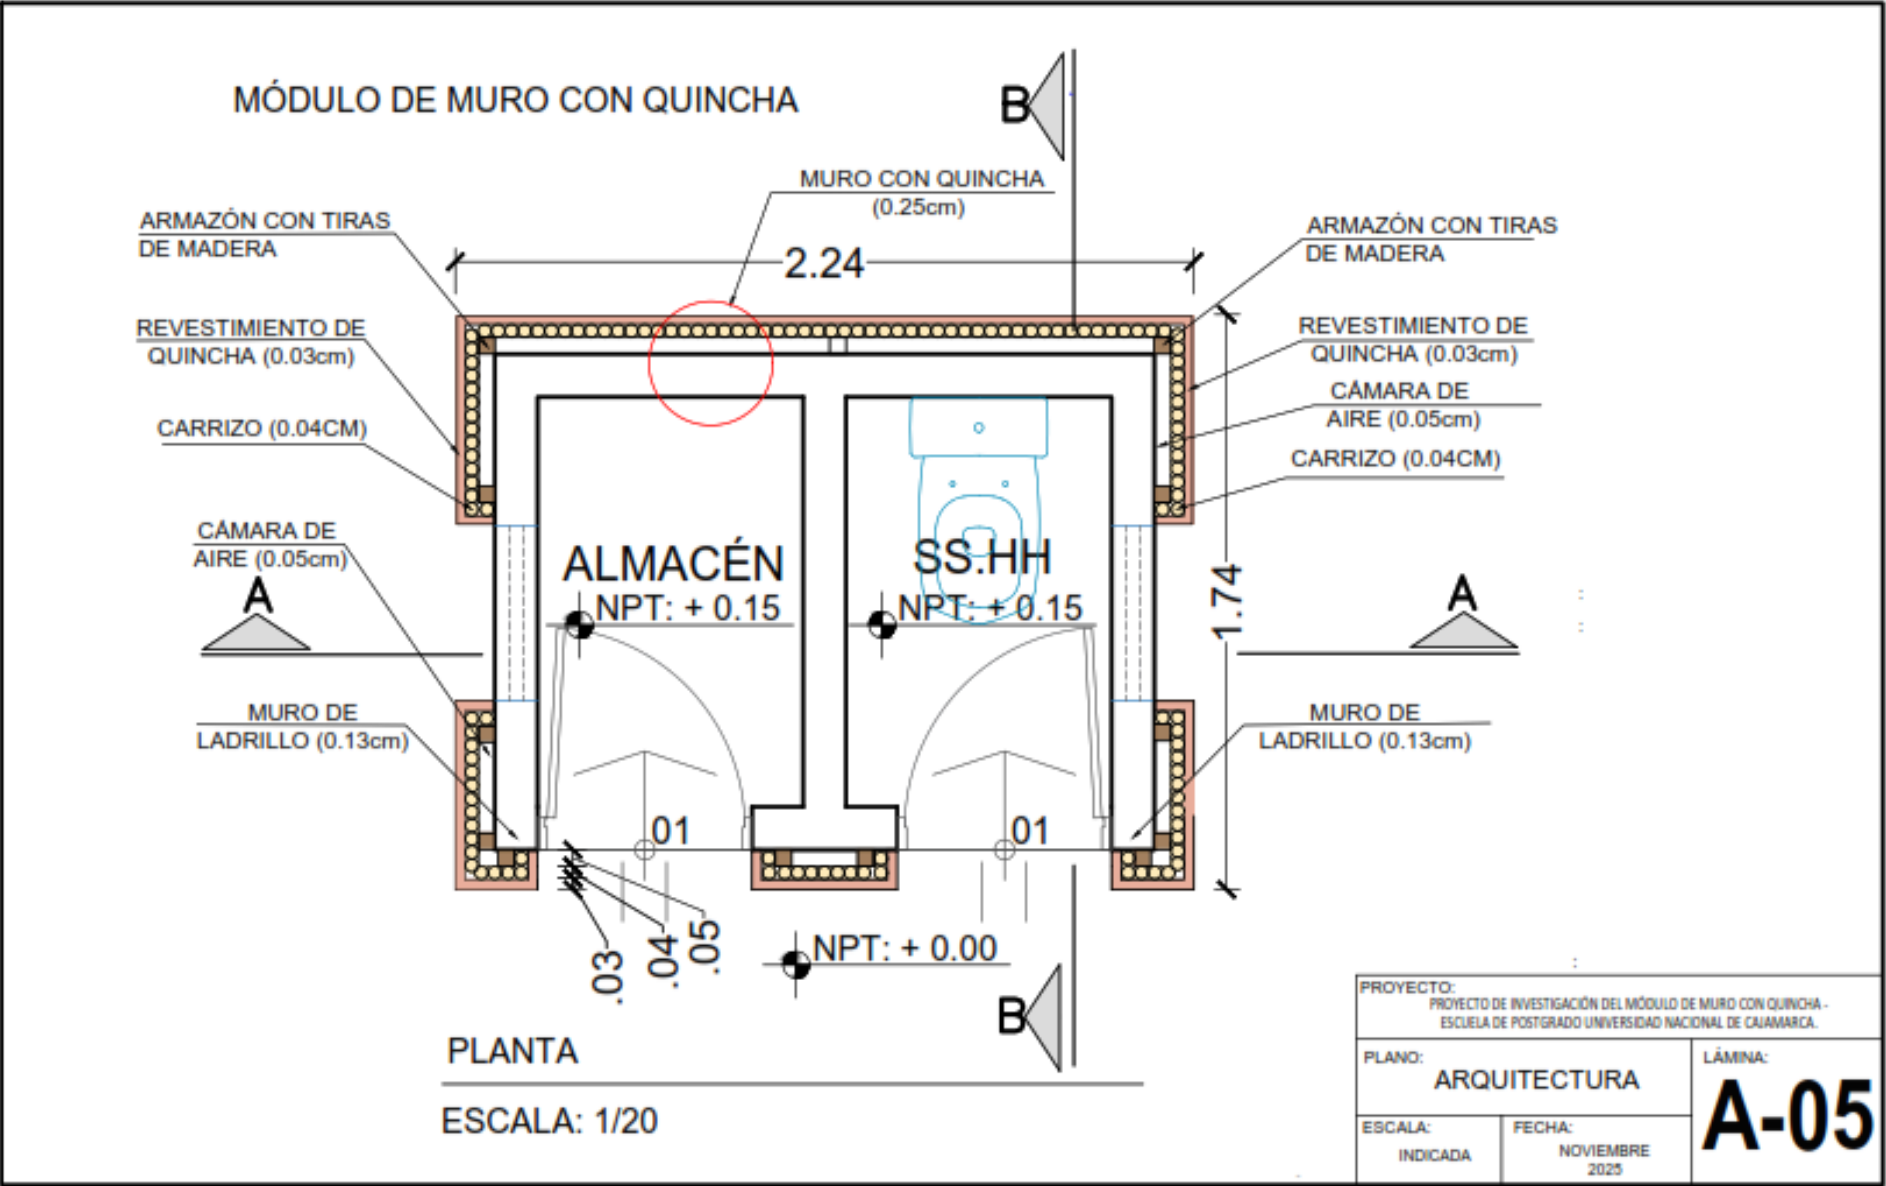 MÓDULO DE MURO CON QUINCHA
B
MURO CON QUINCHA
(0.25cm)
ARMAZÓN CON TIRAS
DE MADERA
2.24
ARMAZÓN CON TIRAS
DE MADERA
REVESTIMIENTO DE
QUINCHA (0.03cm)
REVESTIMIENTO DE
QUINCHA (0.03cm)
CÁMARA DE
AIRE (0.05cm)
CARRIZO (0.04CM)
CARRIZO (0.04CM)
CÁMARA DE
AIRE (0.05cm)
ALMACÉN
NPT: + 0.15
SS.HH
NPT: + 0.15
1.74
A
A
MURO DE
LADRILLO (0.13cm)
MURO DE
LADRILLO (0.13cm)
01
01
.03
.04
.05
NPT: + 0.00
B
PLANTA
ESCALA: 1/20
PROYECTO:
PROYECTO DE INVESTIGACIÓN DEL MÓDULO DE MURO CON QUINCHA -
ESCUELA DE POSTGRADO UNIVERSIDAD NACIONAL DE CAJAMARCA.
PLANO:
ARQUITECTURA
LÁMINA:
A-05
ESCALA:
INDICADA
FECHA:
NOVIEMBRE
2025